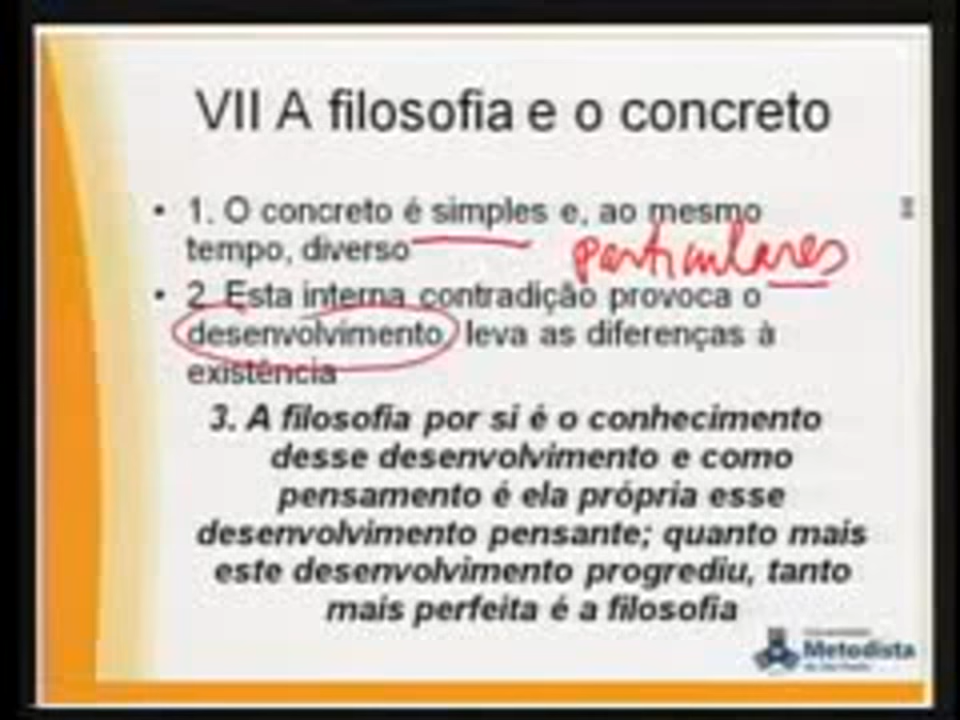 VII A filosofia e o concreto
• 1. O concreto é simples e, ao mesmo
tempo, diverso
particulares
• 2. Esta interna contradição provoca o
desenvolvimento, leva as diferenças à
existência
3. A filosofia por si é o conhecimento
desse desenvolvimento e como
pensamento é ela própria esse
desenvolvimento pensante; quanto mais
este desenvolvimento progrediu, tanto
mais perfeita é a filosofia
Metodista